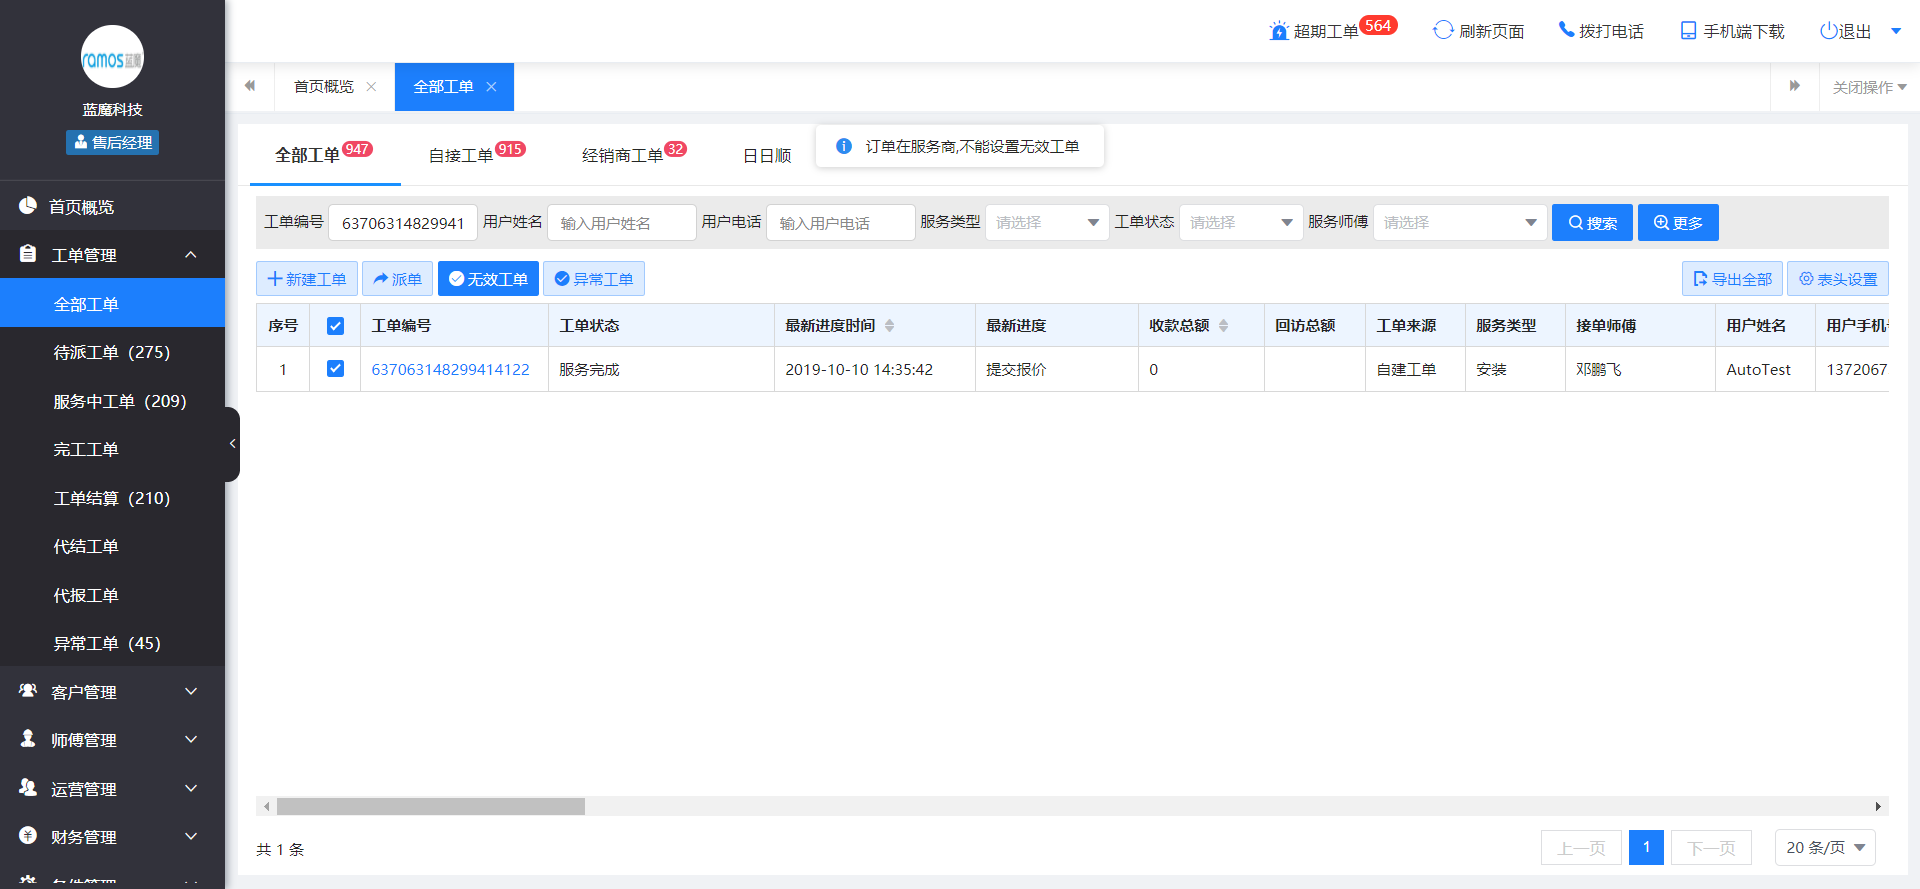 ramos蓝魔
蓝魔科技
售后经理
首页概览
工单管理
全部工单
待派工单（275）
服务中工单（209）
完工工单
工单结算（210）
代结工单
代报工单
异常工单（45）
客户管理
师傅管理
运营管理
财务管理
超期工单 564
刷新页面
拨打电话
手机端下载
退出
首页概览
全部工单
关闭操作
全部工单 947
自接工单 915
经销商工单 32
日日顺
订单在服务商,不能设置无效工单
工单编号 63706314829941
用户姓名 输入用户姓名
用户电话 输入用户电话
服务类型 请选择
工单状态 请选择
服务师傅 请选择
搜索
更多
新建工单
派单
无效工单
异常工单
导出全部
表头设置
序号 工单编号 工单状态 最新进度时间 最新进度 收款总额 回访总额 工单来源 服务类型 接单师傅 用户姓名 用户手机
1 637063148299414122 服务完成 2019-10-10 14:35:42 提交报价 0 自建工单 安装 邓鹏飞 AutoTest 1372067
共 1 条
上一页
1
下一页
20 条/页